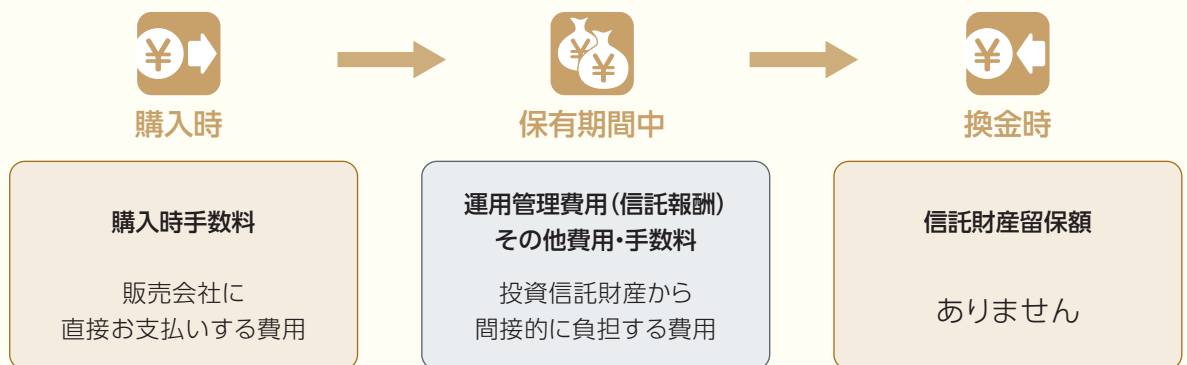 ¥
購入時
購入時手数料
販売会社に
直接お支払いする費用
¥
¥
保有期間中
運用管理費用(信託報酬)
その他費用・手数料
投資信託財産から
間接的に負担する費用
¥
換金時
信託財産留保額
ありません